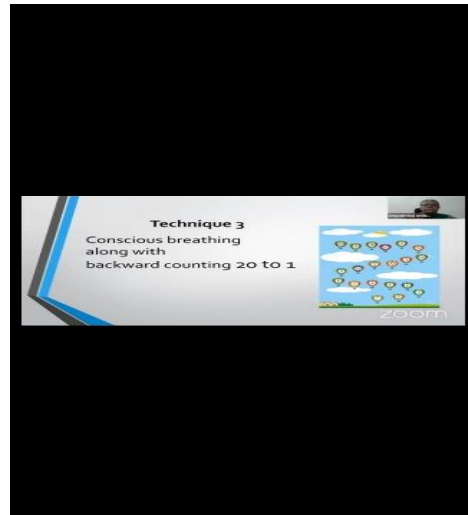 Technique 3
Conscious breathing
along with
backward counting 20 to 1
zoom